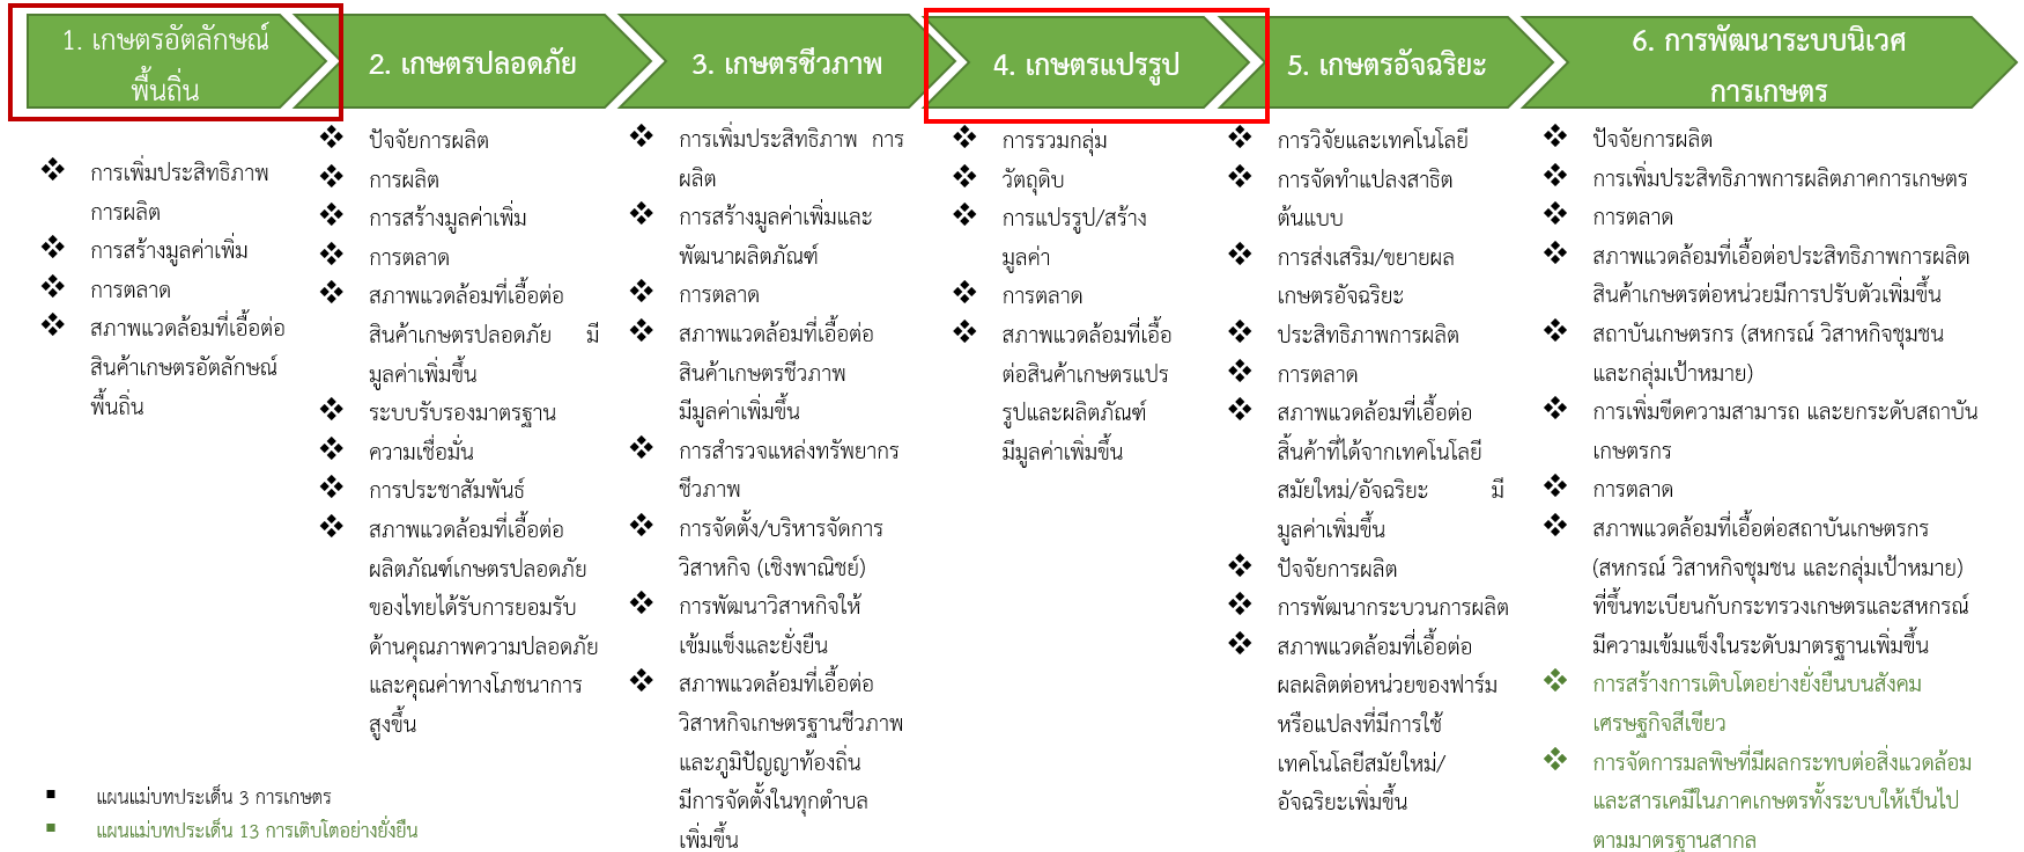 1. เกษตรอัตลักษณ์
พื้นถิ่น
2. เกษตรปลอดภัย
3. เกษตรชีวภาพ
4. เกษตรแปรรูป
5. เกษตรอัจฉริยะ
6. การพัฒนาระบบนิเวศ
การเกษตร
❖ การเพิ่มประสิทธิภาพ
การผลิต
❖ การสร้างมูลค่าเพิ่ม
❖ การตลาด
❖ สภาพแวดล้อมที่เอื้อต่อ
สินค้าเกษตรอัตลักษณ์
พื้นถิ่น
❖ ปัจจัยการผลิต
❖ การผลิต
❖ การสร้างมูลค่าเพิ่ม
❖ การตลาด
❖ สภาพแวดล้อมที่เอื้อต่อ
สินค้าเกษตรปลอดภัย มี
มูลค่าเพิ่มขึ้น
❖ ระบบรับรองมาตรฐาน
❖ ความเชื่อมั่น
❖ การประชาสัมพันธ์
❖ สภาพแวดล้อมที่เอื้อต่อ
ผลิตภัณฑ์เกษตรปลอดภัย
ของไทยได้รับการยอมรับ
ด้านคุณภาพความปลอดภัย
และคุณค่าทางโภชนาการ
สูงขึ้น
❖ การเพิ่มประสิทธิภาพ การ
ผลิต
❖ การสร้างมูลค่าเพิ่มและ
พัฒนาผลิตภัณฑ์
❖ การตลาด
❖ สภาพแวดล้อมที่เอื้อต่อ
สินค้าเกษตรชีวภาพ
มีมูลค่าเพิ่มขึ้น
❖ การสำรวจแหล่งทรัพยากร
ชีวภาพ
❖ การจัดตั้ง/บริหารจัดการ
วิสาหกิจ (เชิงพาณิชย์)
❖ การพัฒนาวิสาหกิจให้
เข้มแข็งและยั่งยืน
❖ สภาพแวดล้อมที่เอื้อต่อ
วิสาหกิจเกษตรฐานชีวภาพ
และภูมิปัญญาท้องถิ่น
มีการจัดตั้งในทุกตำบล
เพิ่มขึ้น
❖ การรวมกลุ่ม
❖ วัตถุดิบ
❖ การแปรรูป/สร้าง
มูลค่า
❖ การตลาด
❖ สภาพแวดล้อมที่เอื้อ
ต่อสินค้าเกษตรแปร
รูปและผลิตภัณฑ์
มีมูลค่าเพิ่มขึ้น
❖ การวิจัยและเทคโนโลยี
❖ การจัดทำแปลงสาธิต
ต้นแบบ
❖ การส่งเสริม/ขยายผล
เกษตรอัจฉริยะ
❖ ประสิทธิภาพการผลิต
❖ การตลาด
❖ สภาพแวดล้อมที่เอื้อต่อ
สิ้นค้าที่ได้จากเทคโนโลยี
สมัยใหม่/อัจฉริยะ มี
มูลค่าเพิ่มขึ้น
❖ ปัจจัยการผลิต
❖ การพัฒนากระบวนการผลิต
❖ สภาพแวดล้อมที่เอื้อต่อ
ผลผลิตต่อหน่วยของฟาร์ม
หรือแปลงที่มีการใช้
เทคโนโลยีสมัยใหม่/
อัจฉริยะเพิ่มขึ้น
❖ ปัจจัยการผลิต
❖ การเพิ่มประสิทธิภาพการผลิตภาคการเกษตร
❖ การตลาด
❖ สภาพแวดล้อมที่เอื้อต่อประสิทธิภาพการผลิต
สินค้าเกษตรต่อหน่วยมีการปรับตัวเพิ่มขึ้น
❖ สถาบันเกษตรกร (สหกรณ์ วิสาหกิจชุมชน
และกลุ่มเป้าหมาย)
❖ การเพิ่มขีดความสามารถ และยกระดับสถาบัน
เกษตรกร
❖ การตลาด
❖ สภาพแวดล้อมที่เอื้อต่อสถาบันเกษตรกร
(สหกรณ์ วิสาหกิจชุมชน และกลุ่มเป้าหมาย)
ที่ขึ้นทะเบียนกับกระทรวงเกษตรและสหกรณ์
มีความเข้มแข็งในระดับมาตรฐานเพิ่มขึ้น
❖ การสร้างการเติบโตอย่างยั่งยืนบนสังคม
เศรษฐกิจสีเขียว
❖ การจัดการมลพิษที่มีผลกระทบต่อสิ่งแวดล้อม
และสารเคมีในภาคเกษตรทั้งระบบให้เป็นไป
ตามมาตรฐานสากล
▪ แผนแม่บทประเด็น 3 การเกษตร
▪ แผนแม่บทประเด็น 13 การเติบโตอย่างยั่งยืน